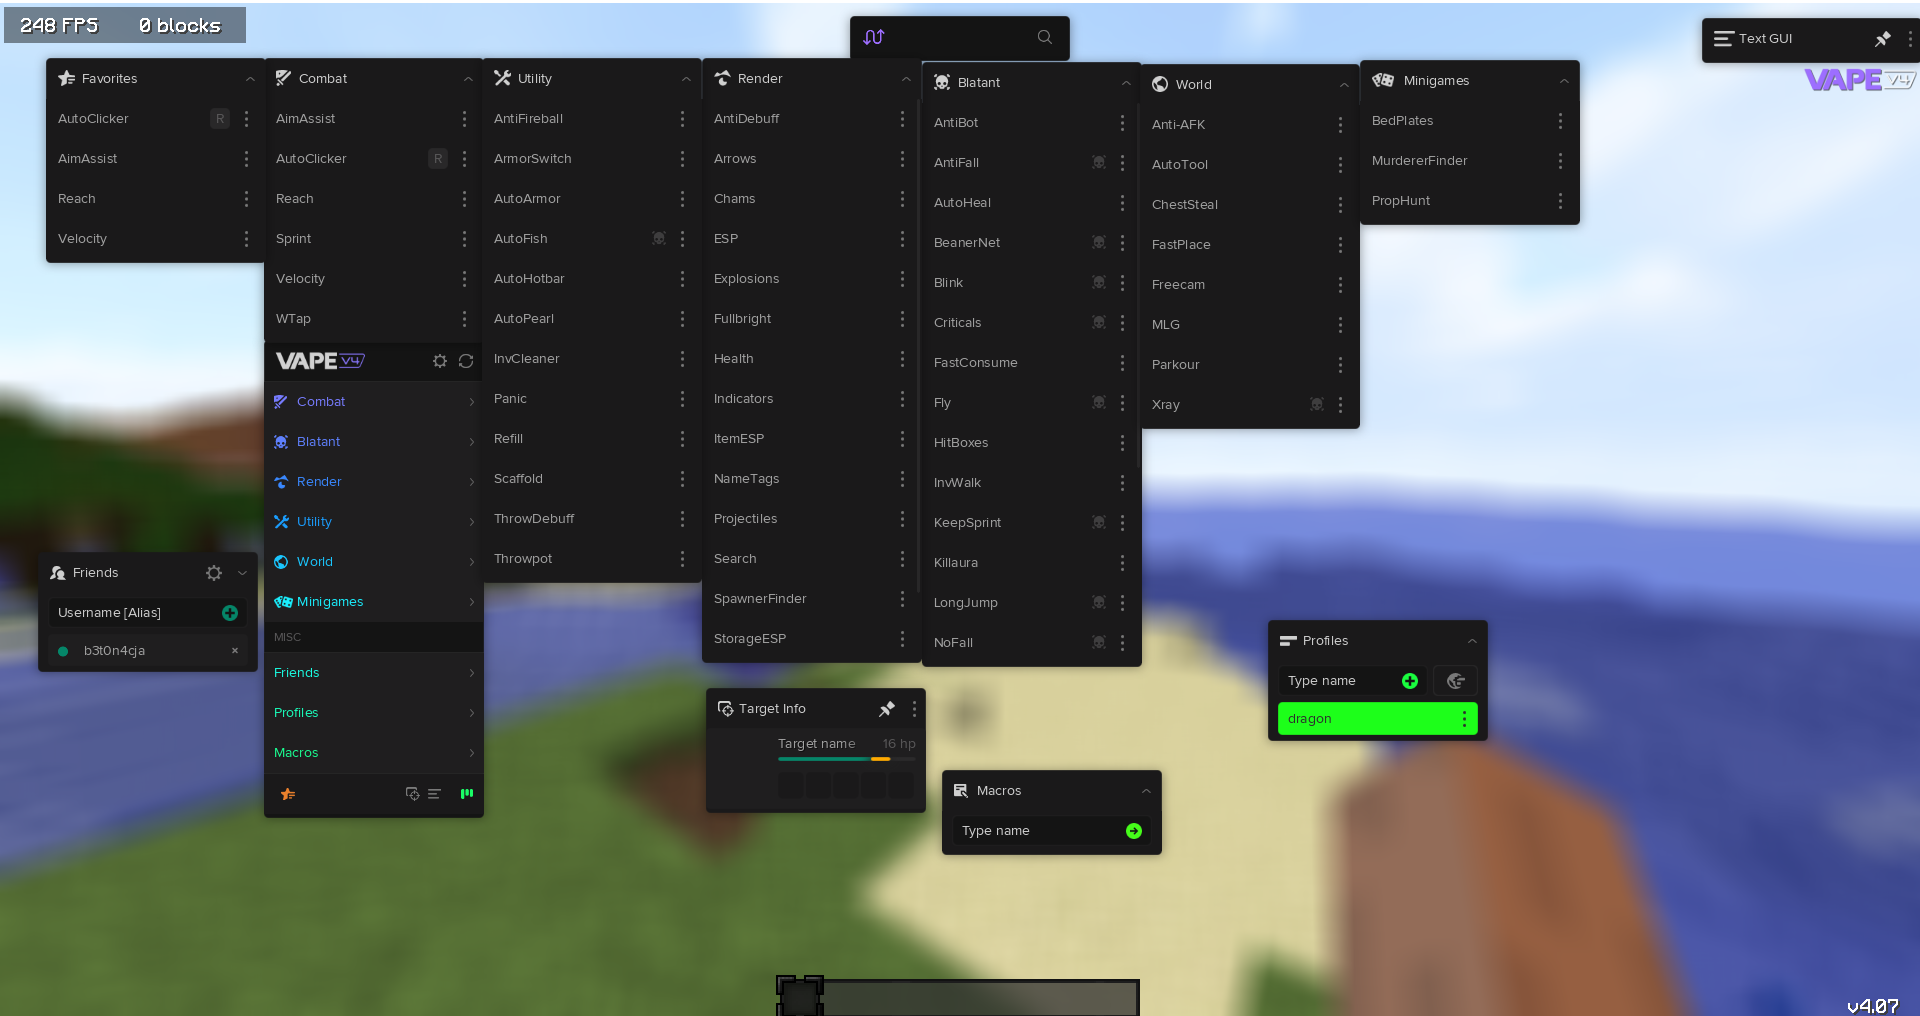 248 FPS 0 blocks
Text GUI
VAPE V4
Favorites
AutoClicker R
AimAssist
Reach
Velocity
Combat
AimAssist
AutoClicker R
Reach
Sprint
Velocity
WTap
VAPE V4
Combat
Blatant
Render
Utility
World
Minigames
MISC
Friends
Profiles
Macros
Utility
AntiFireball
ArmorSwitch
AutoArmor
AutoFish
AutoHotbar
AutoPearl
InvCleaner
Panic
Refill
Scaffold
ThrowDebuff
Throwpot
Render
AntiDebuff
Arrows
Chams
ESP
Explosions
Fullbright
Health
Indicators
ItemESP
NameTags
Projectiles
Search
SpawnerFinder
StorageESP
Blatant
AntiBot
AntiFall
AutoHeal
BeanerNet
Blink
Criticals
FastConsume
Fly
HitBoxes
InvWalk
KeepSprint
Killaura
LongJump
NoFall
World
Anti-AFK
AutoTool
ChestSteal
FastPlace
Freecam
MLG
Parkour
Xray
Minigames
BedPlates
MurdererFinder
PropHunt
Friends
Username [Alias]
b3t0n4cja
Target Info
Target name 16 hp
Macros
Type name
Profiles
Type name
dragon
v4.07